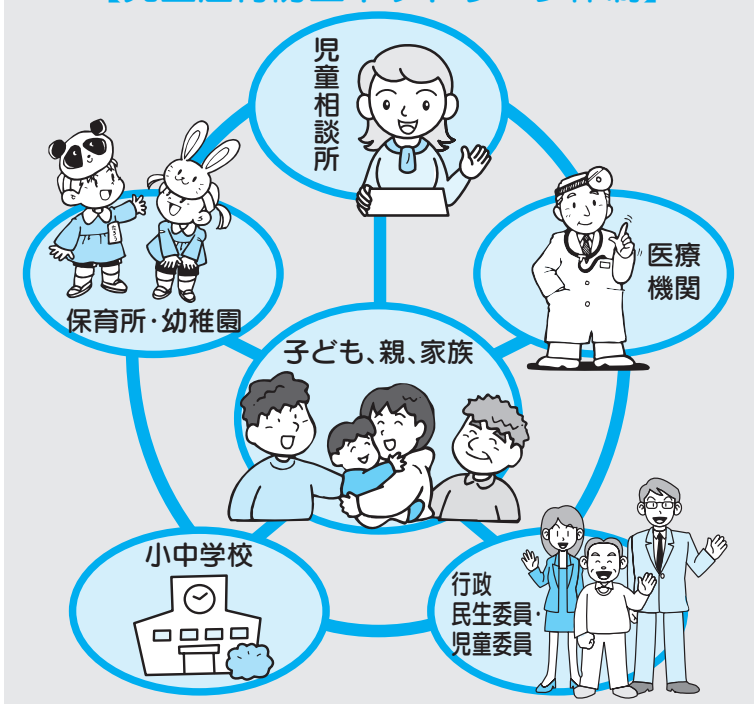 児童相談所
医療
機関
保育所・幼稚園
子ども、親、家族
小中学校
行政
民生委員・
児童委員